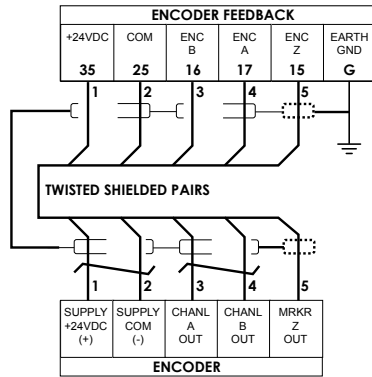 ENCODER FEEDBACK
+24VDC COM ENC ENC ENC EARTH
B A Z GND
35 25 16 17 15 G
1 2 3 4 5
TWISTED SHIELDED PAIRS
1 2 3 4 5
SUPPLY SUPPLY CHANL CHANL MRKR
+24VDC COM A B Z
(+) (-) OUT OUT OUT
ENCODER